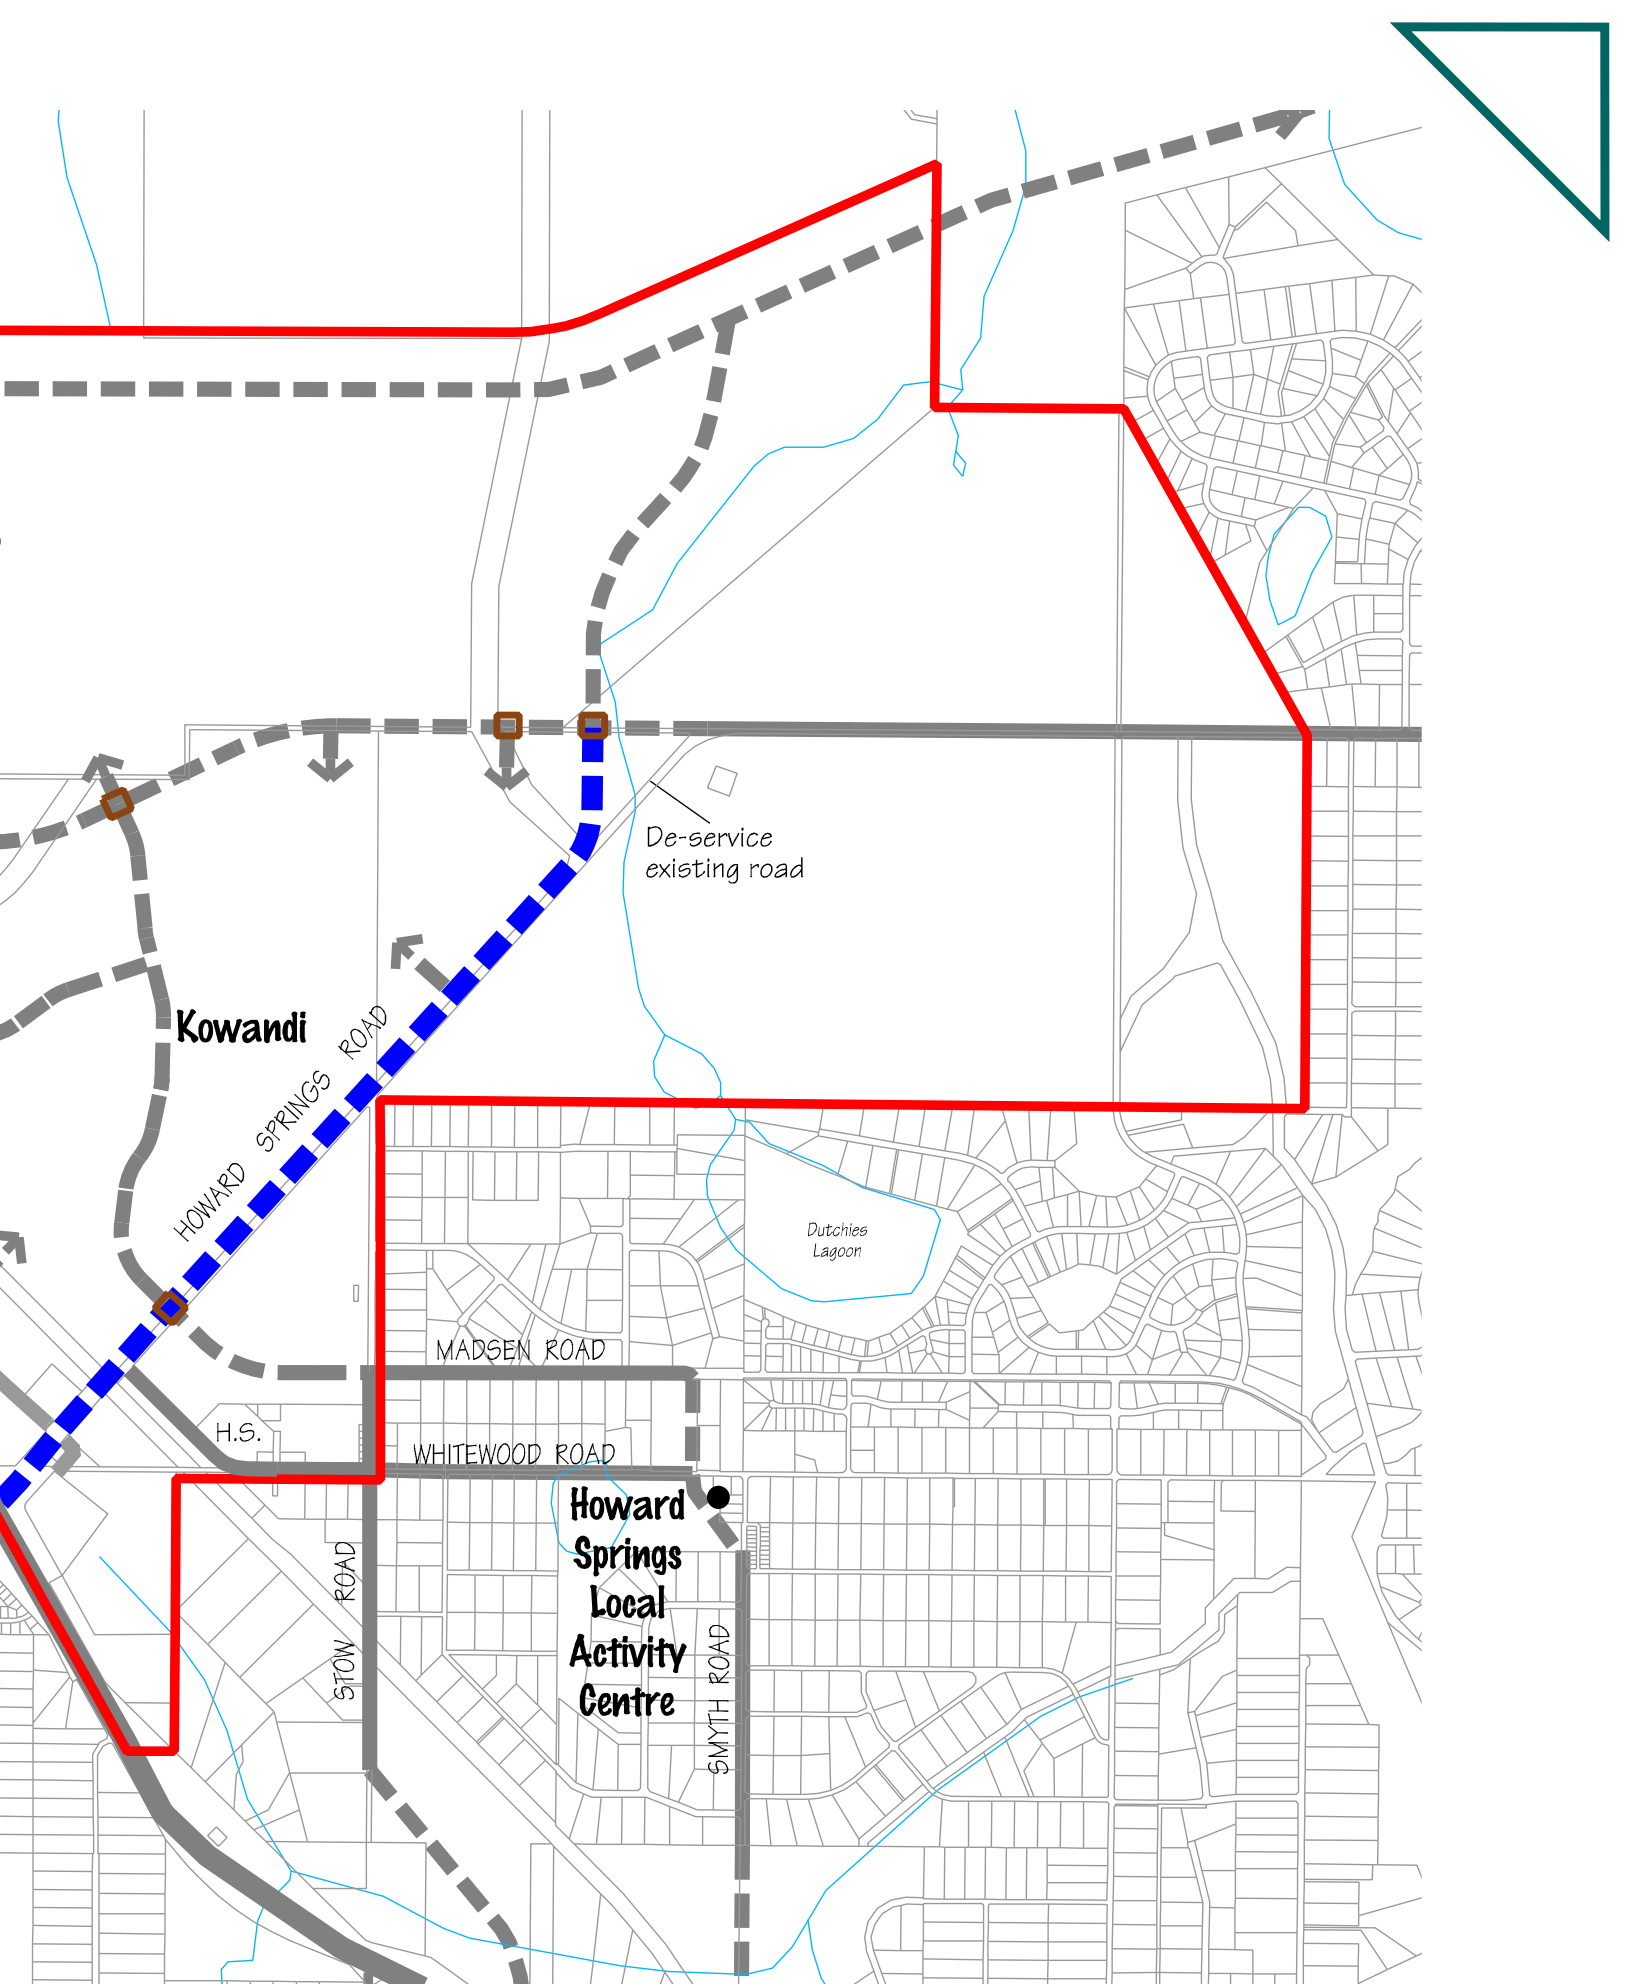 De-service
existing road
Kowandi
HOWARD SPRINGS ROAD
Dutchies
Lagoon
MADSEN ROAD
H.S.
WHITEWOOD ROAD
Howard
Springs
Local
Activity
Centre
STOW ROAD
SMYTH ROAD